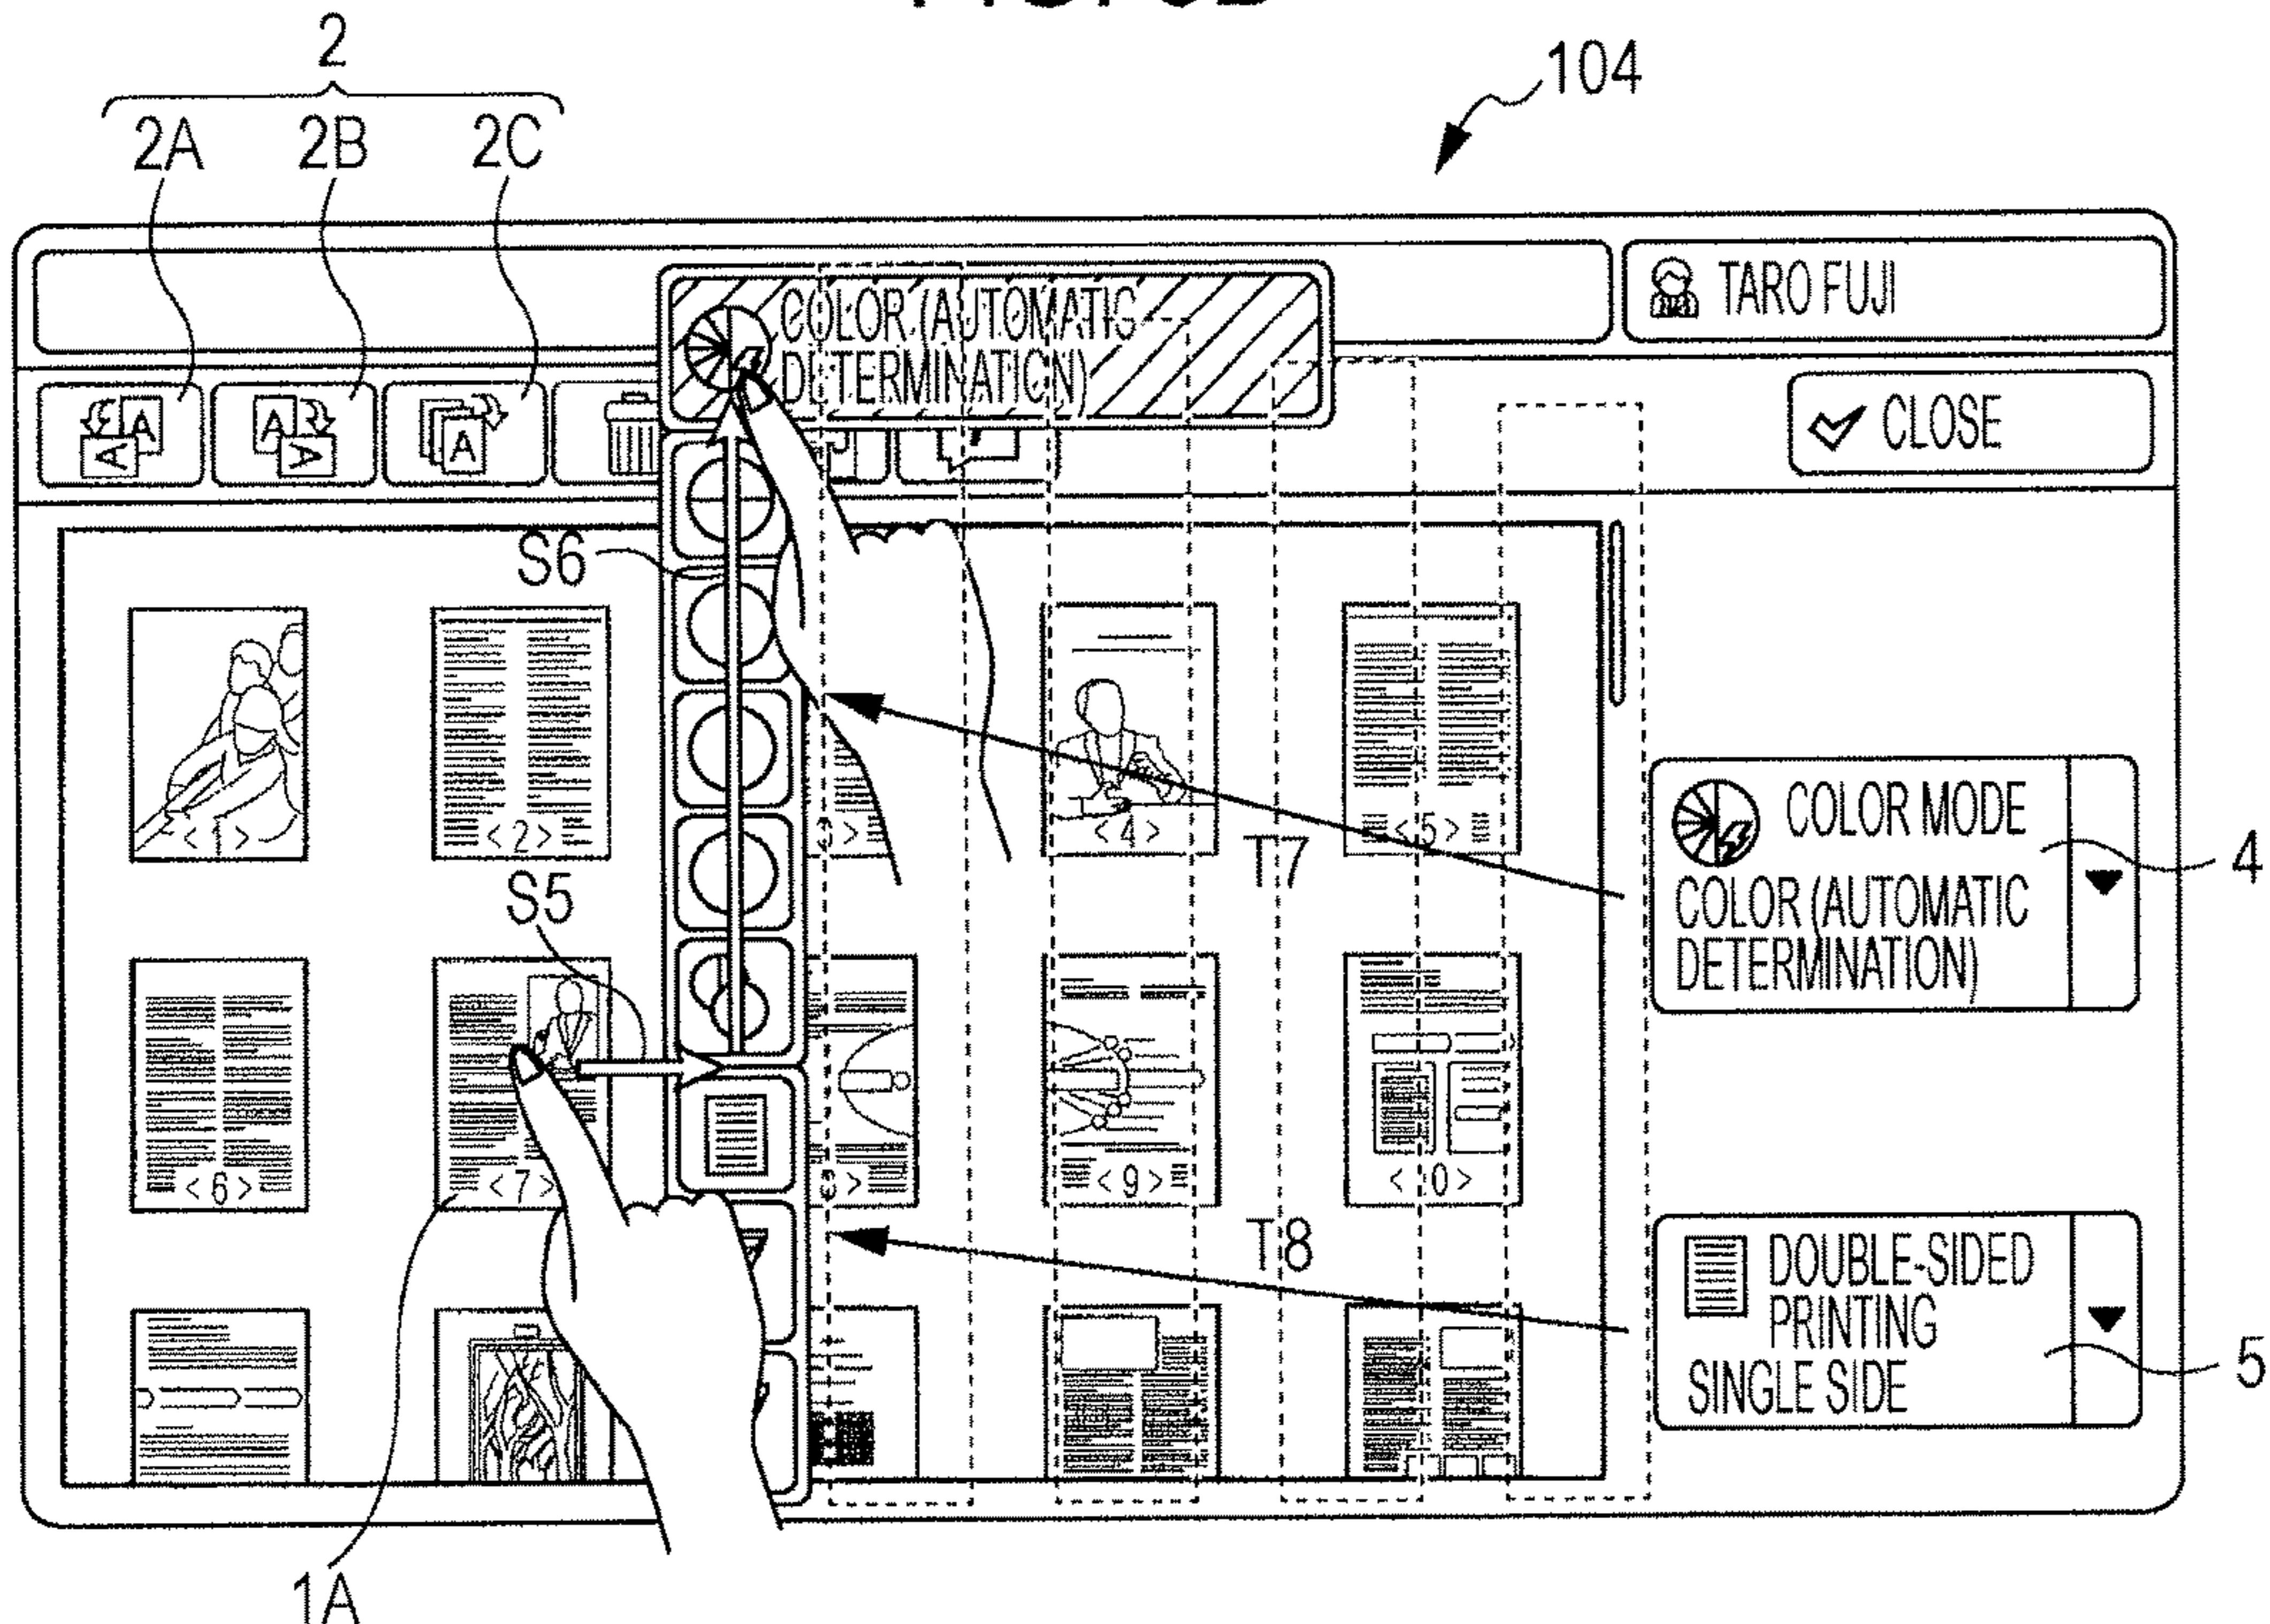 2
104
2A 2B 2C
TARO FUJI
COLOR (AUTOMATIC
DETERMINATION)
A A A
A A
CLOSE
S6
<1> <2> <4> <5>
T7
COLOR MODE
COLOR (AUTOMATIC
DETERMINATION)
4
S5
<6> <7> <9>
T8
DOUBLE-SIDED
PRINTING
SINGLE SIDE
5
1A